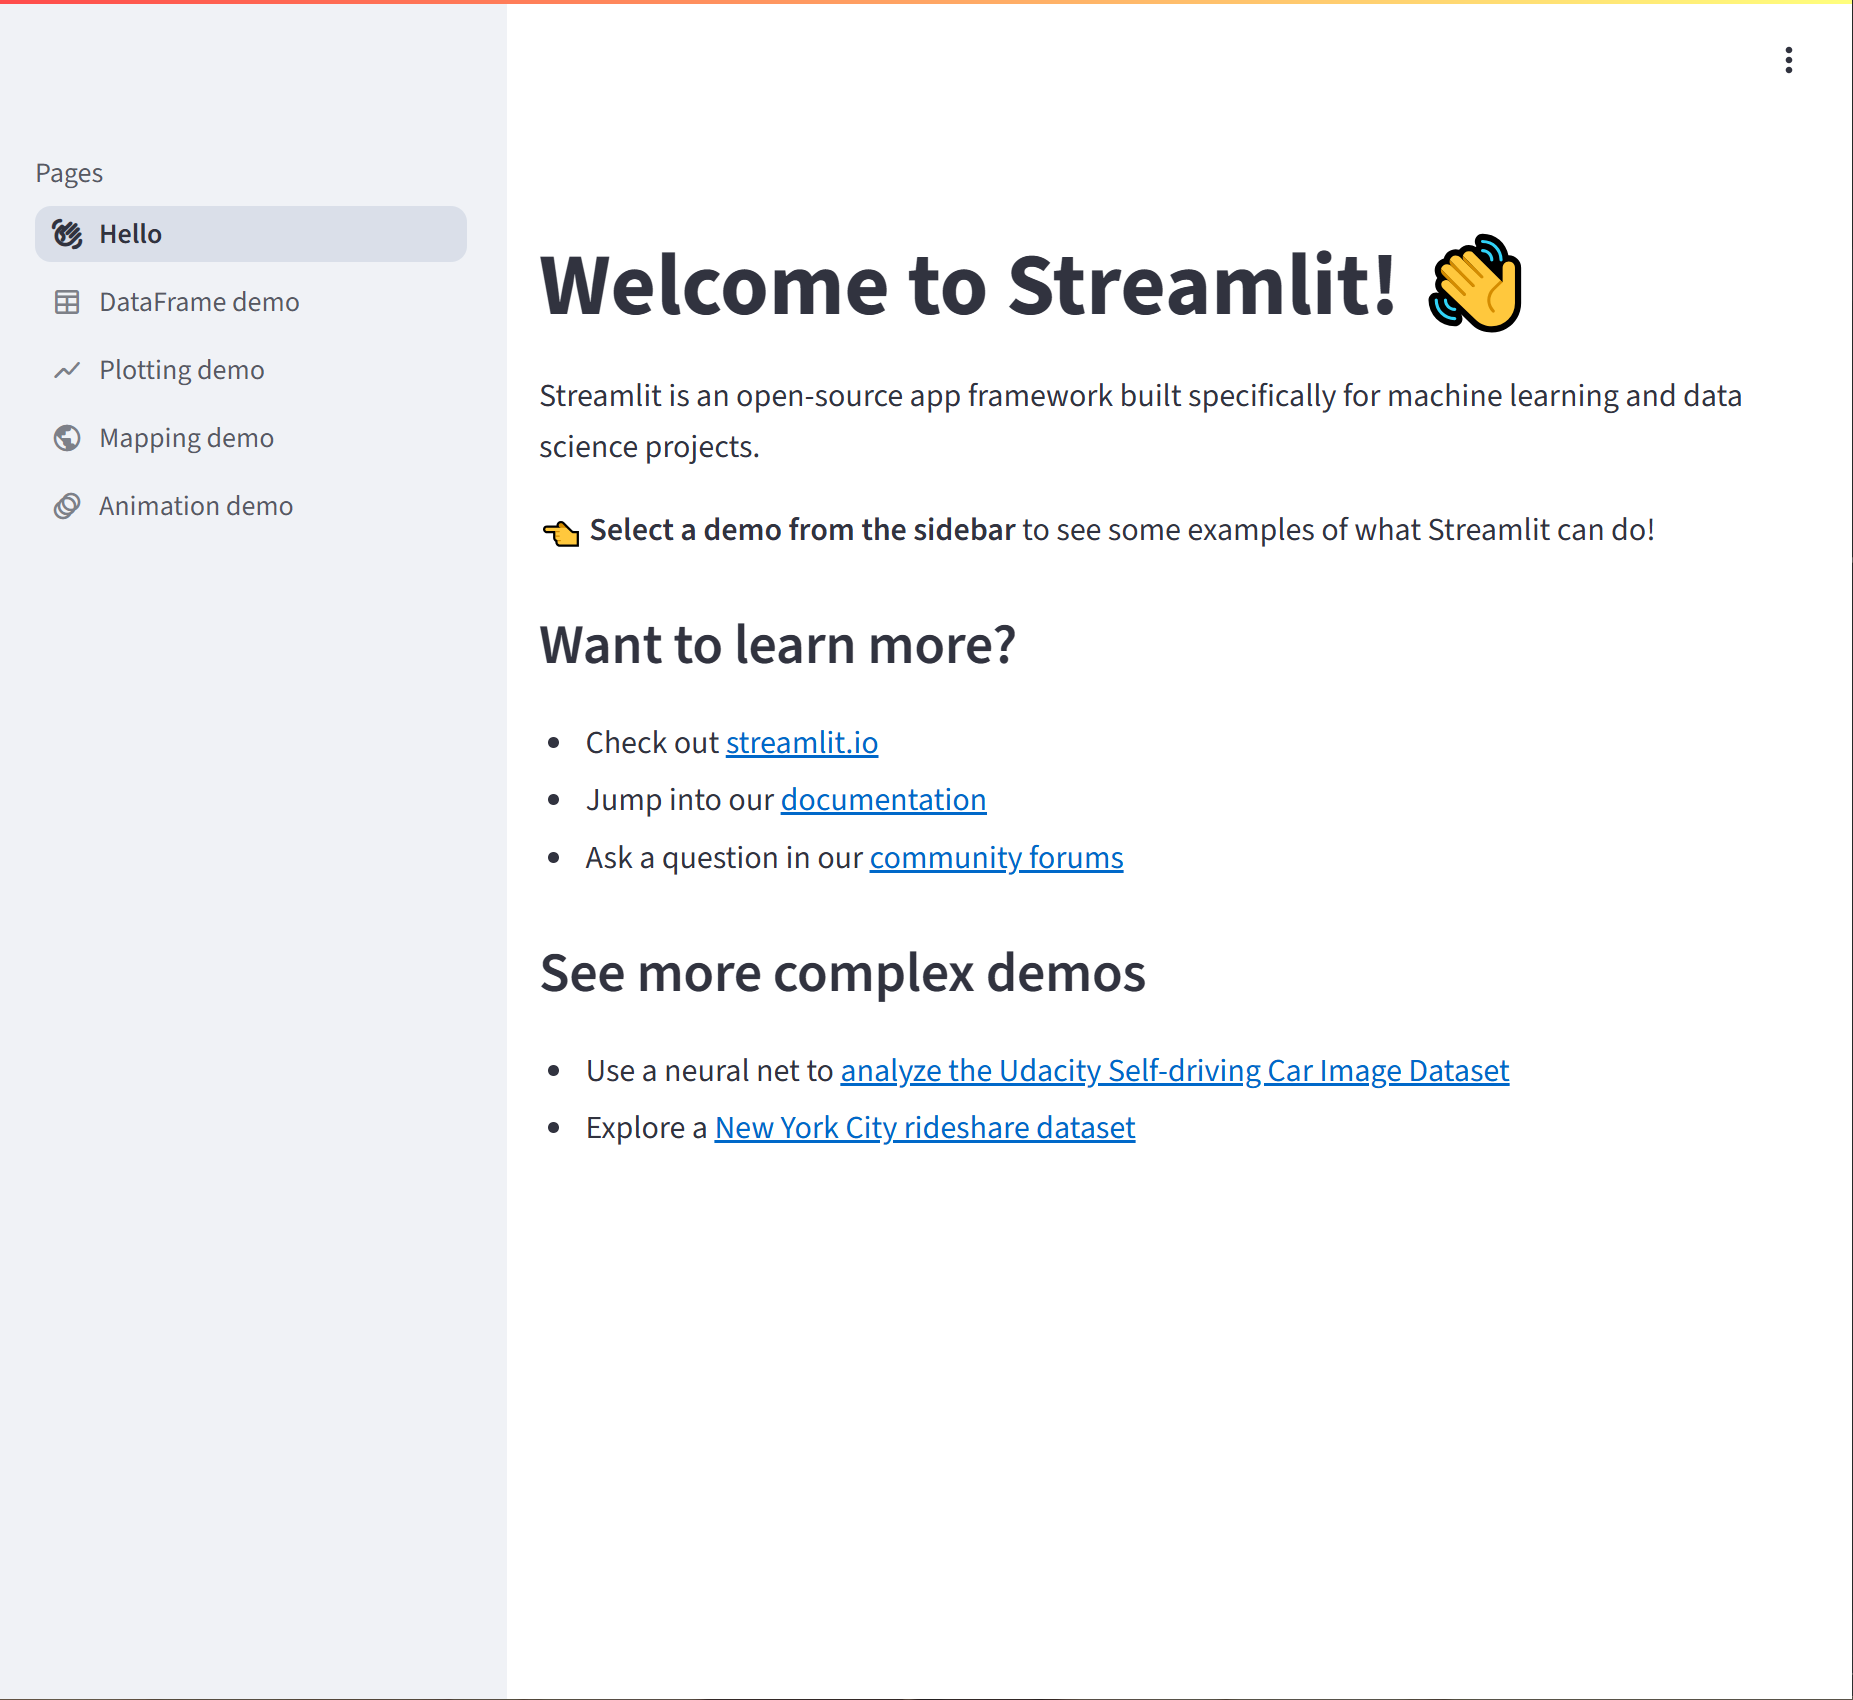 Pages
Hello
DataFrame demo
Plotting demo
Mapping demo
Animation demo
Welcome to Streamlit! 👋
Streamlit is an open-source app framework built specifically for machine learning and data
science projects.
👈 Select a demo from the sidebar to see some examples of what Streamlit can do!
Want to learn more?
• Check out streamlit.io
• Jump into our documentation
• Ask a question in our community forums
See more complex demos
• Use a neural net to analyze the Udacity Self-driving Car Image Dataset
• Explore a New York City rideshare dataset